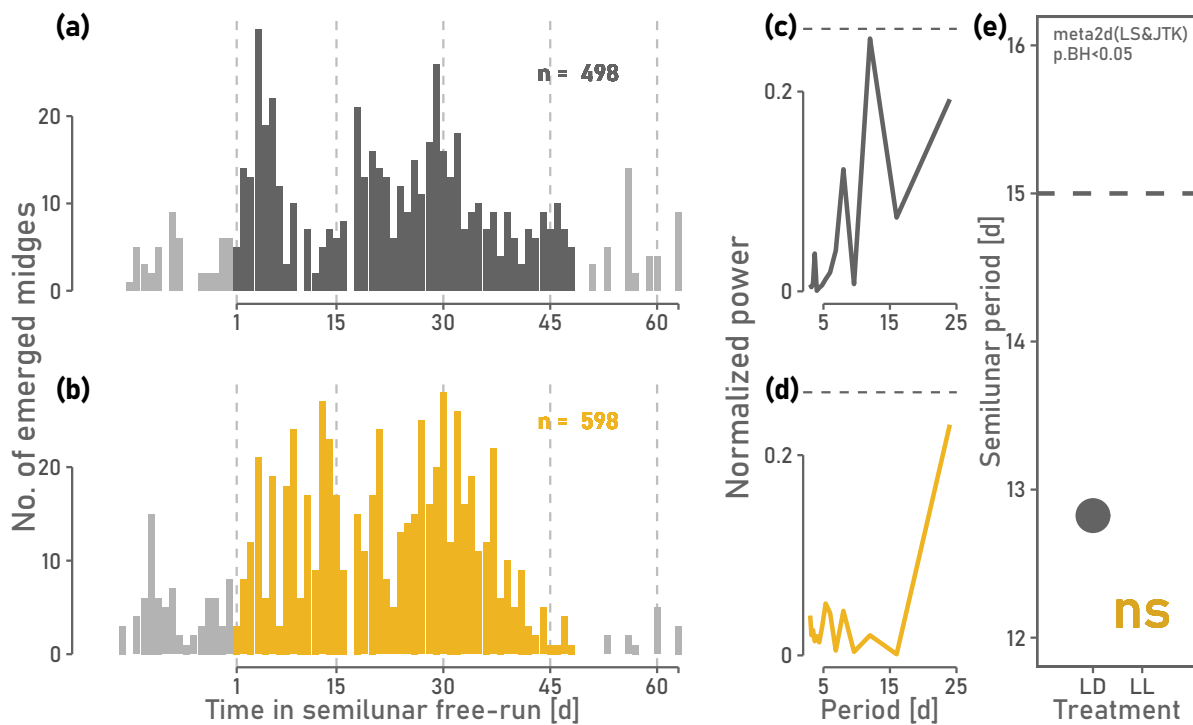 (a)
n = 498
20
10
0
1
15
30
45
60
No. of emerged midges
(b)
n = 598
20
10
0
1
15
30
45
60
Time in semilunar free-run [d]
(c)
0.2
0
5
15
25
Normalized power
(d)
0.2
0
5
15
25
Period [d]
(e)
meta2d(LS&JTK)
p.BH<0.05
16
15
14
13
12
Semilunar period [d]
ns
LD
LL
Treatment